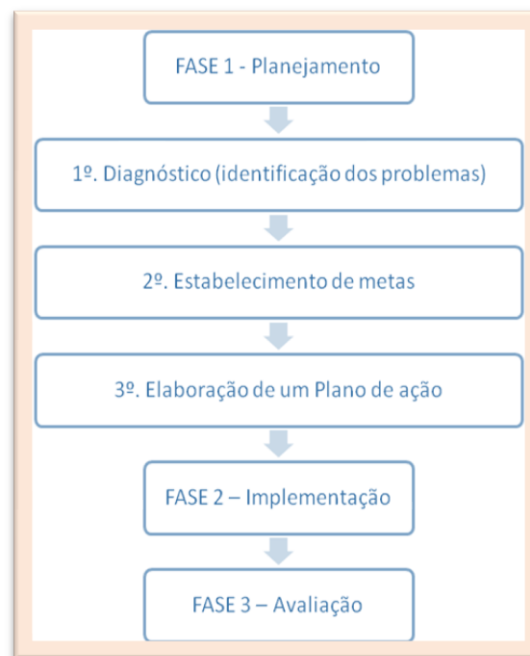 FASE 1 - Planejamento
1º. Diagnóstico (identificação dos problemas)
2º. Estabelecimento de metas
3º. Elaboração de um Plano de ação
FASE 2 – Implementação
FASE 3 – Avaliação